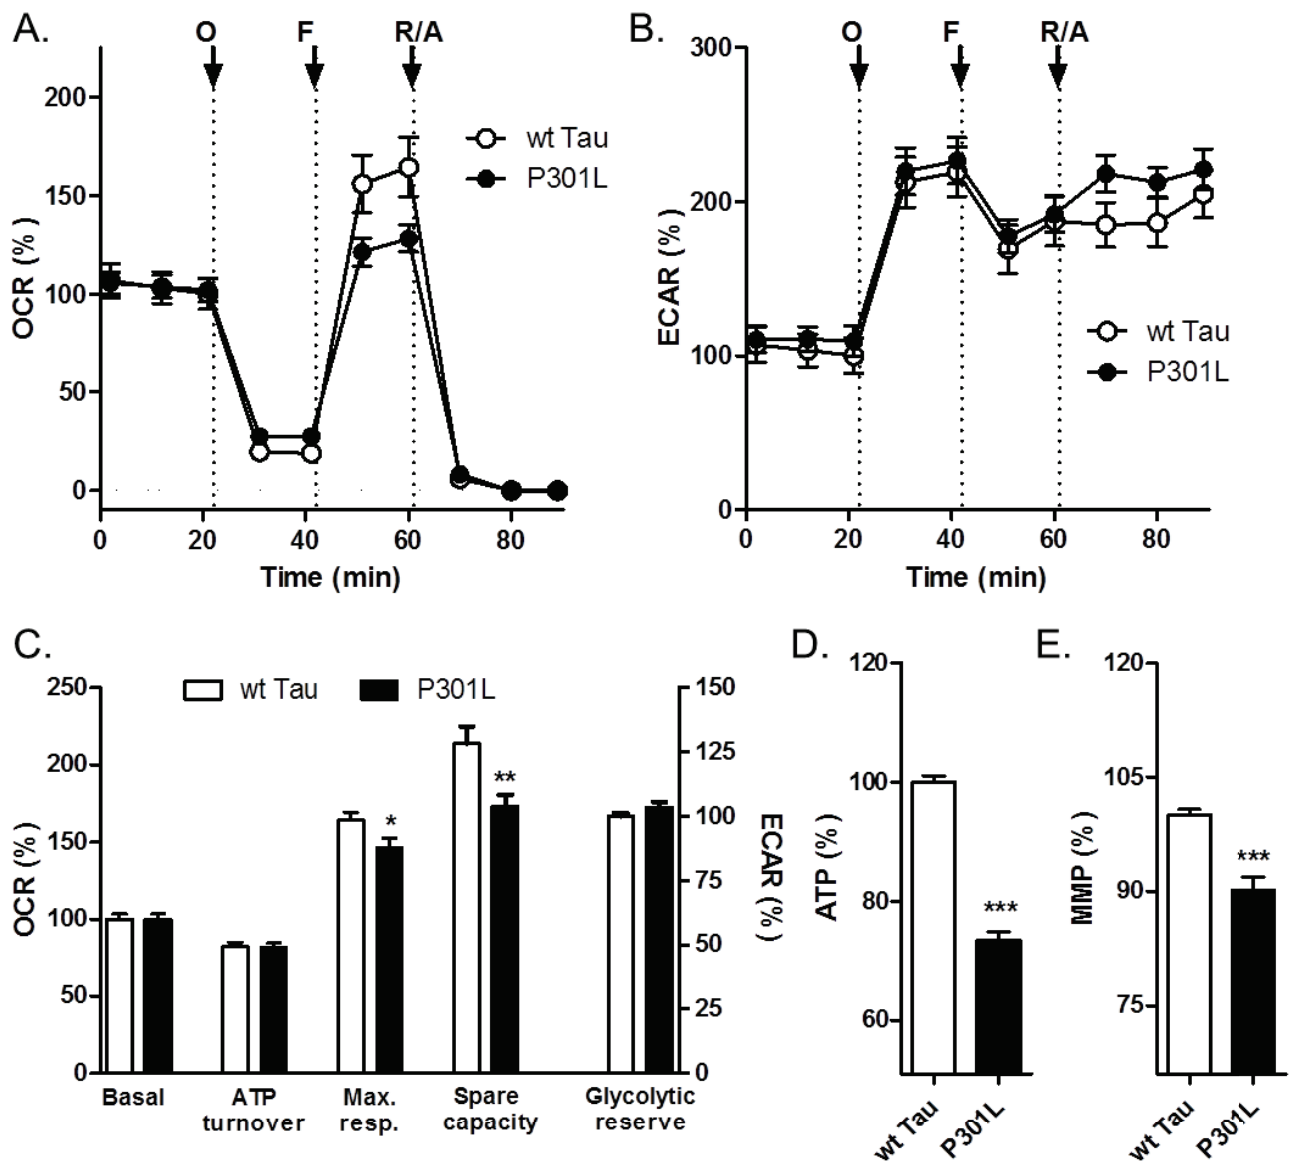 A.
O F R/A
200
150
100
50
0
OCR (%)
wt Tau
P301L
0 20 40 60 80
Time (min)
B.
O F R/A
300
200
100
0
ECAR (%)
wt Tau
P301L
0 20 40 60 80
Time (min)
C.
wt Tau P301L
250
200
150
100
50
0
OCR (%)
* **
150
125
100
75
50
25
0
ECAR (%)
Basal ATP Max. Spare Glycolytic
turnover resp. capacity reserve
D.
120
100
80
60
ATP (%)
***
wt Tau P301L
E.
120
105
90
75
MMP (%)
***
wt Tau P301L